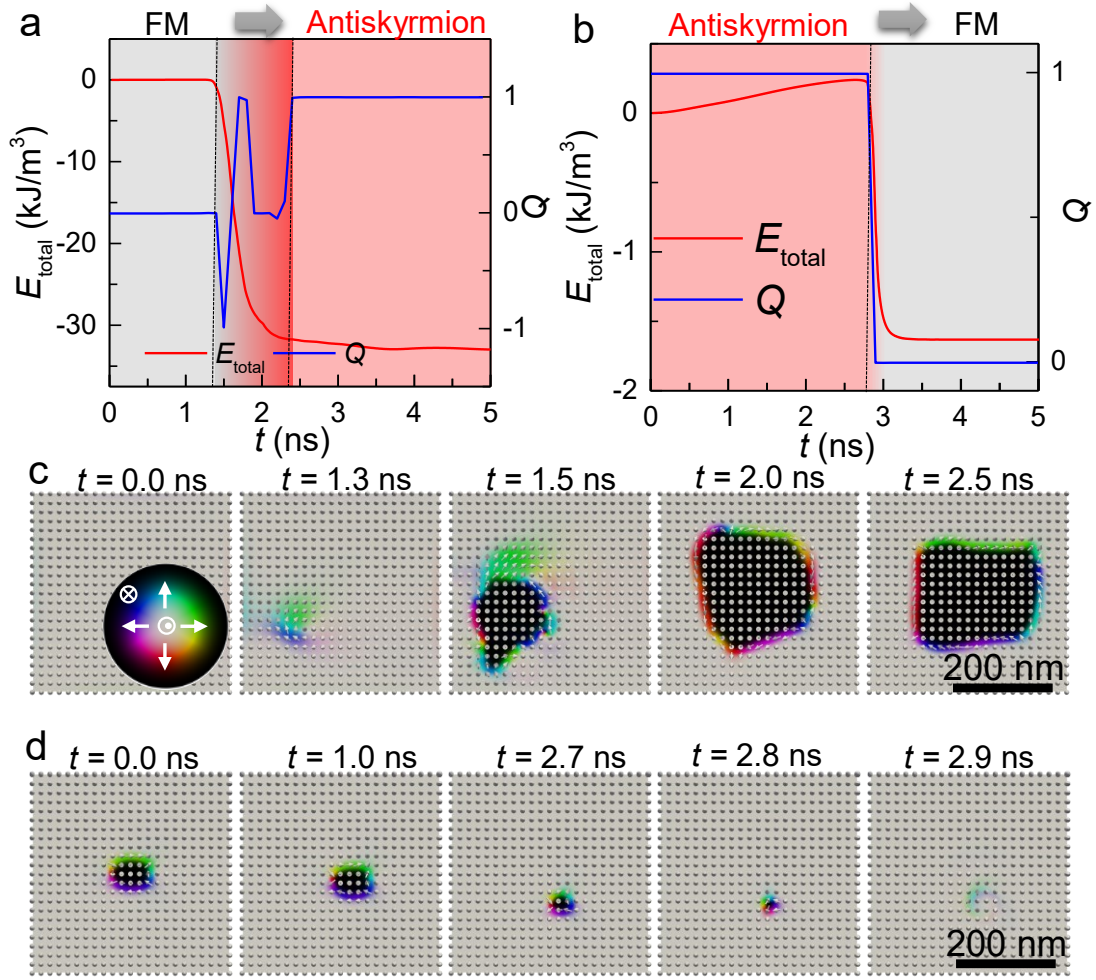 a
FM
Antiskyrmion
E_total (kJ/m³)
0
-10
-20
-30
1
0
-1
Q
E_total
Q
0
1
2
3
4
5
t (ns)
b
Antiskyrmion
FM
E_total (kJ/m³)
0
-1
-2
1
0
Q
E_total
Q
0
1
2
3
4
5
t (ns)
c
t = 0.0 ns
t = 1.3 ns
t = 1.5 ns
t = 2.0 ns
t = 2.5 ns
200 nm
d
t = 0.0 ns
t = 1.0 ns
t = 2.7 ns
t = 2.8 ns
t = 2.9 ns
200 nm